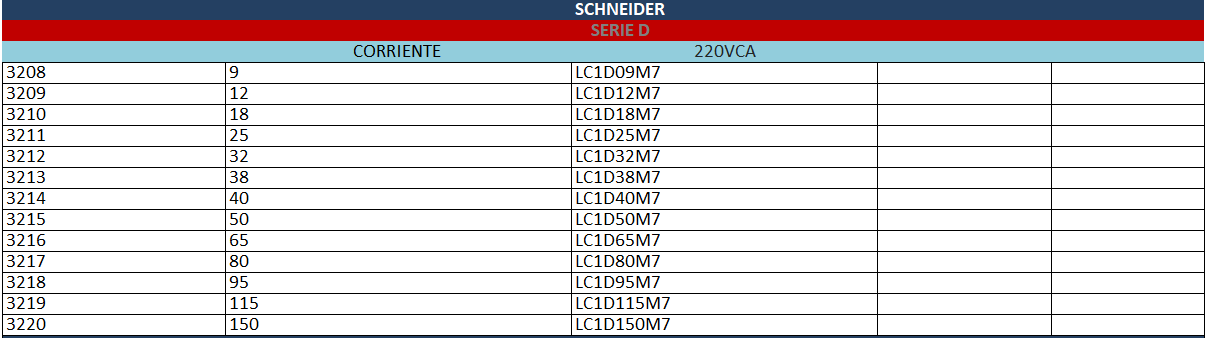 SCHNEIDER
SERIE D
CORRIENTE 220VCA
3208 9 LC1D09M7
3209 12 LC1D12M7
3210 18 LC1D18M7
3211 25 LC1D25M7
3212 32 LC1D32M7
3213 38 LC1D38M7
3214 40 LC1D40M7
3215 50 LC1D50M7
3216 65 LC1D65M7
3217 80 LC1D80M7
3218 95 LC1D95M7
3219 115 LC1D115M7
3220 150 LC1D150M7